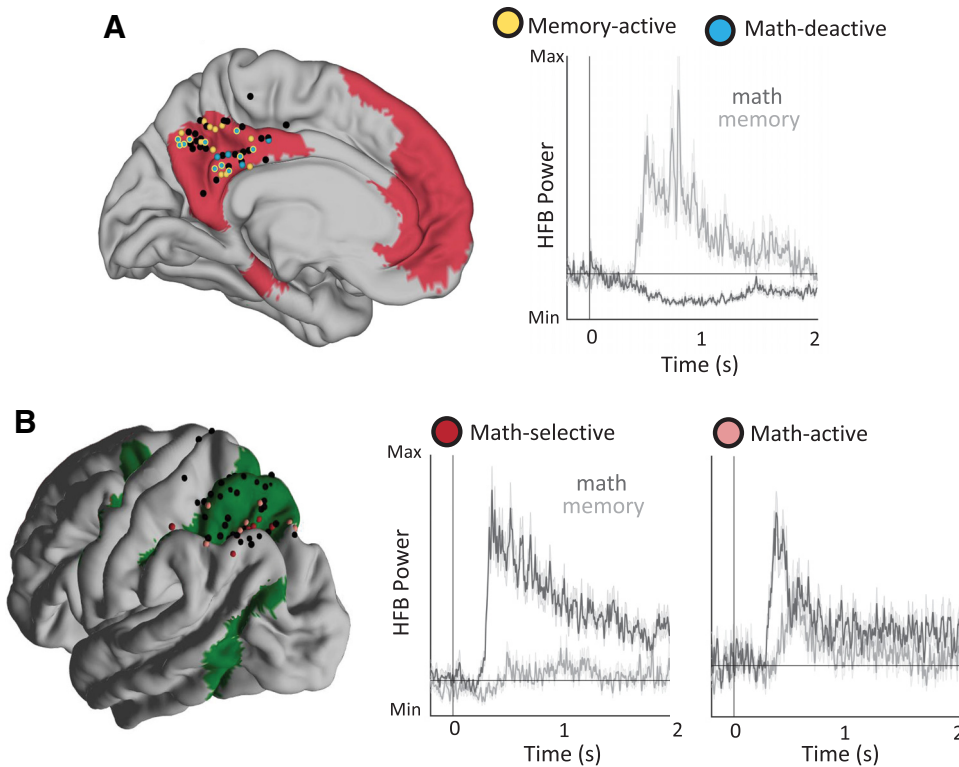 A
Memory-active
Math-deactive
Max
math
memory
HFB Power
Min
0
1
2
Time (s)
B
Math-selective
Math-active
Max
math
memory
HFB Power
Min
0
1
2
Time (s)
0
1
2
Time (s)